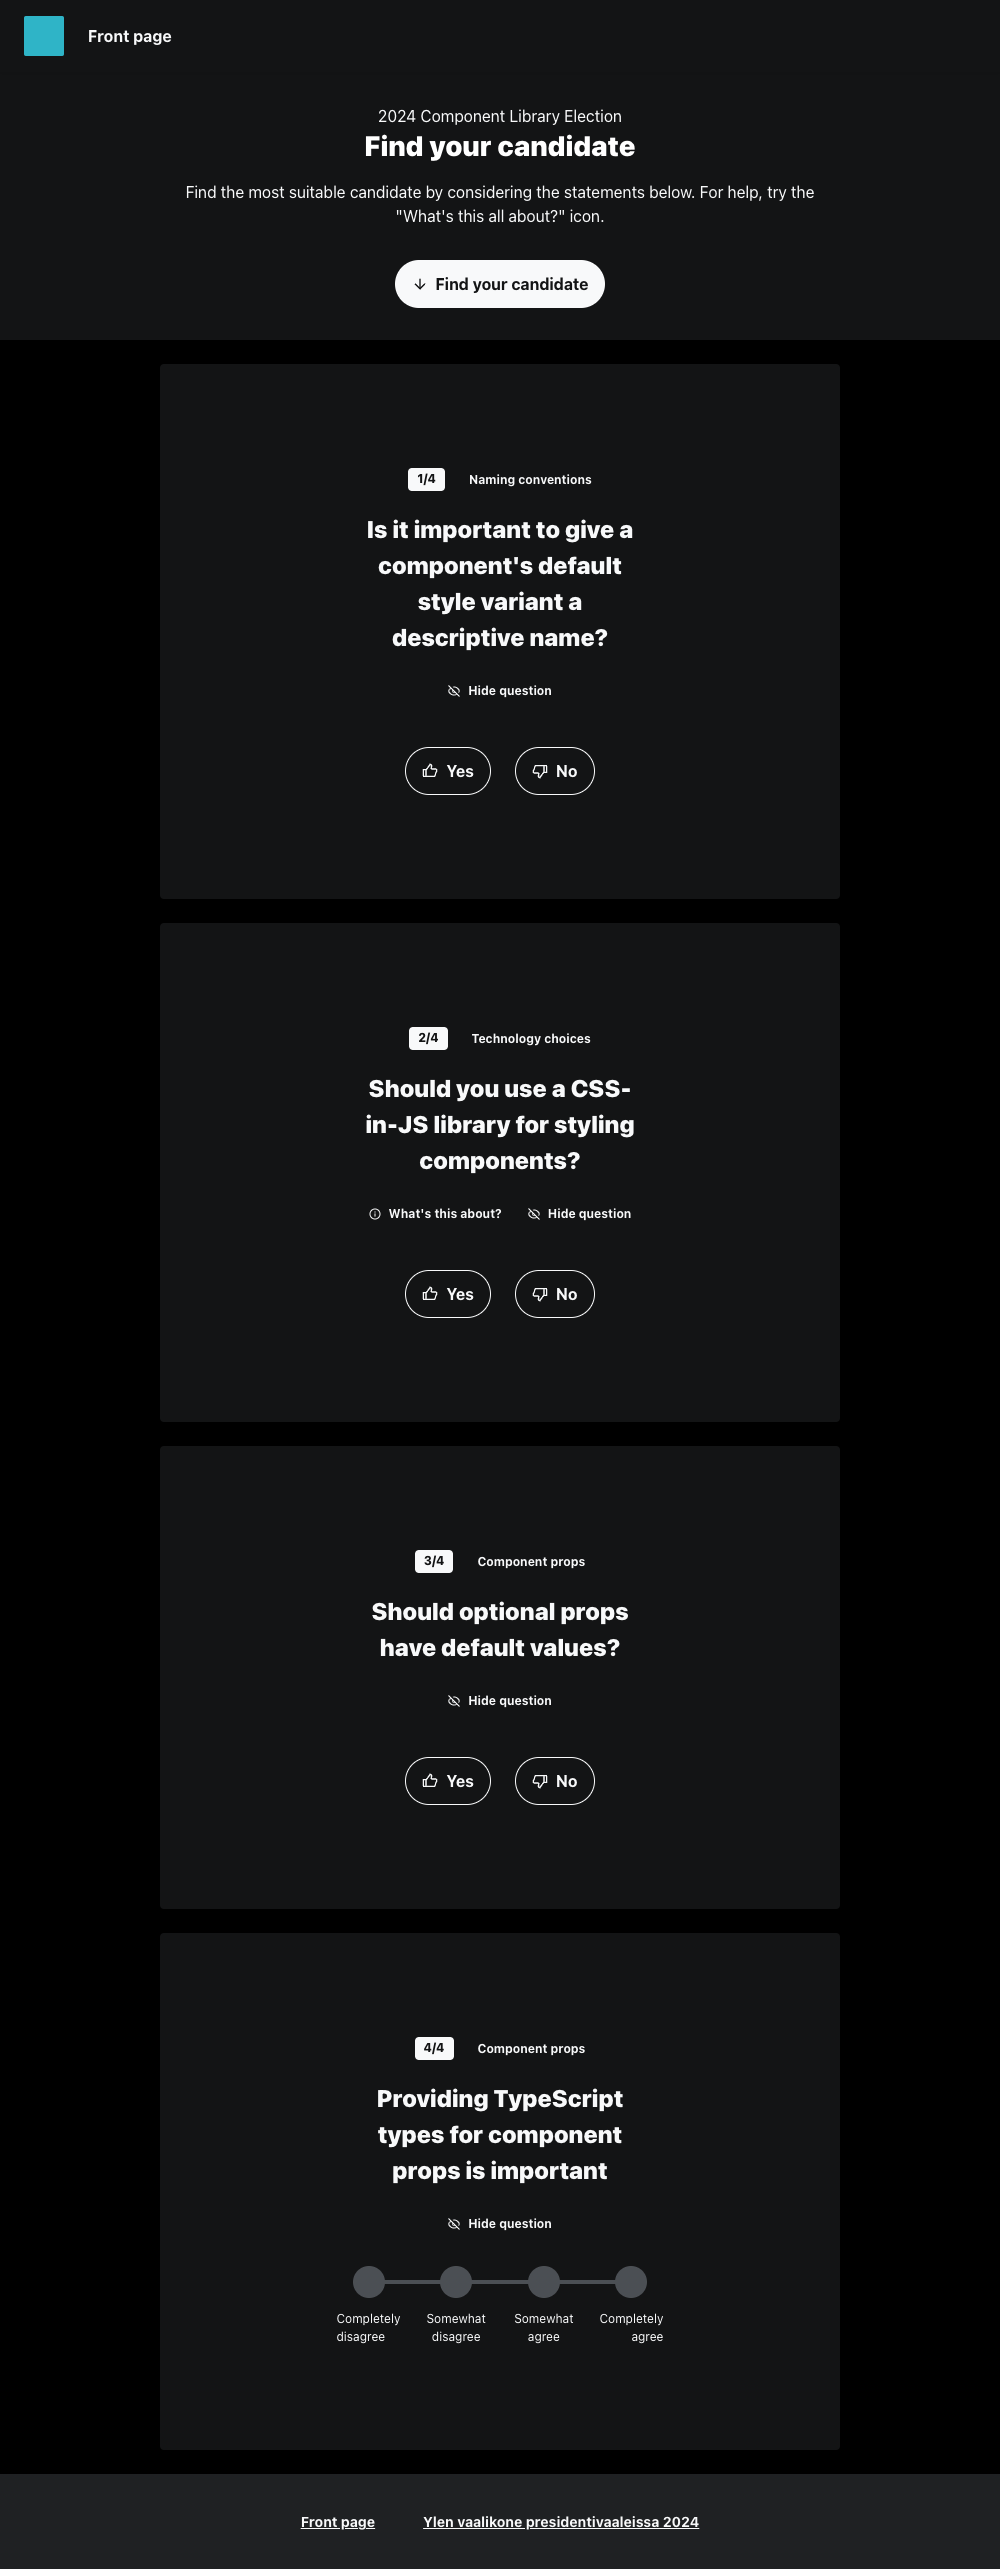 Front page
2024 Component Library Election
Find your candidate
Find the most suitable candidate by considering the statements below. For help, try the
"What's this all about?" icon.
Find your candidate
1/4 Naming conventions
Is it important to give a
component's default
style variant a
descriptive name?
Hide question
Yes No
2/4 Technology choices
Should you use a CSS-
in-JS library for styling
components?
What's this about? Hide question
Yes No
3/4 Component props
Should optional props
have default values?
Hide question
Yes No
4/4 Component props
Providing TypeScript
types for component
props is important
Hide question
Completely Somewhat Somewhat Completely
disagree disagree agree agree
Front page Ylen vaalikone presidentivaaleissa 2024